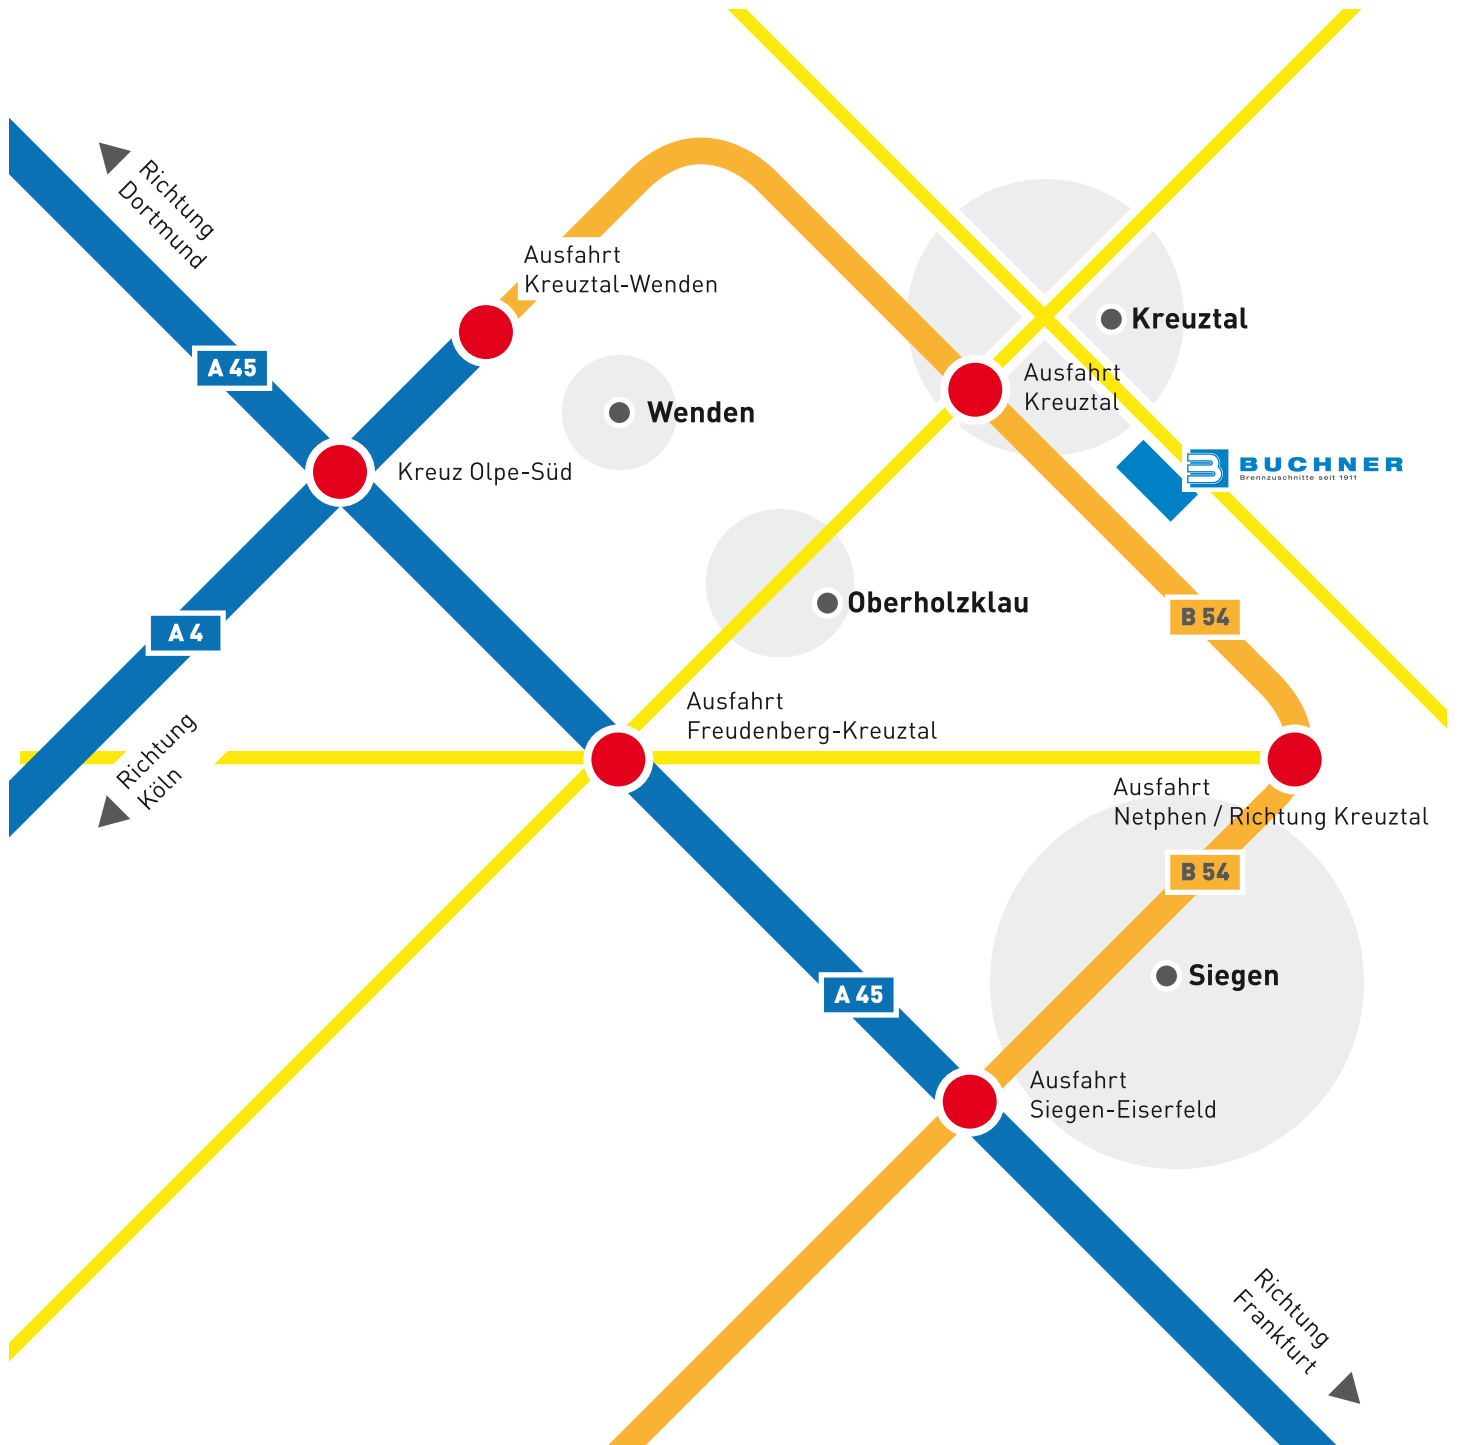 Richtung
Dortmund
Ausfahrt
Kreuztal-Wenden
Kreuztal
A 45
Ausfahrt
Kreuztal
Wenden
Kreuz Olpe-Süd
BUCHNER
Brennzuschnitte seit 1911
Oberholzklau
B 54
A 4
Ausfahrt
Freudenberg-Kreuztal
Richtung
Köln
Ausfahrt
Netphen / Richtung Kreuztal
B 54
Siegen
A 45
Ausfahrt
Siegen-Eiserfeld
Richtung
Frankfurt